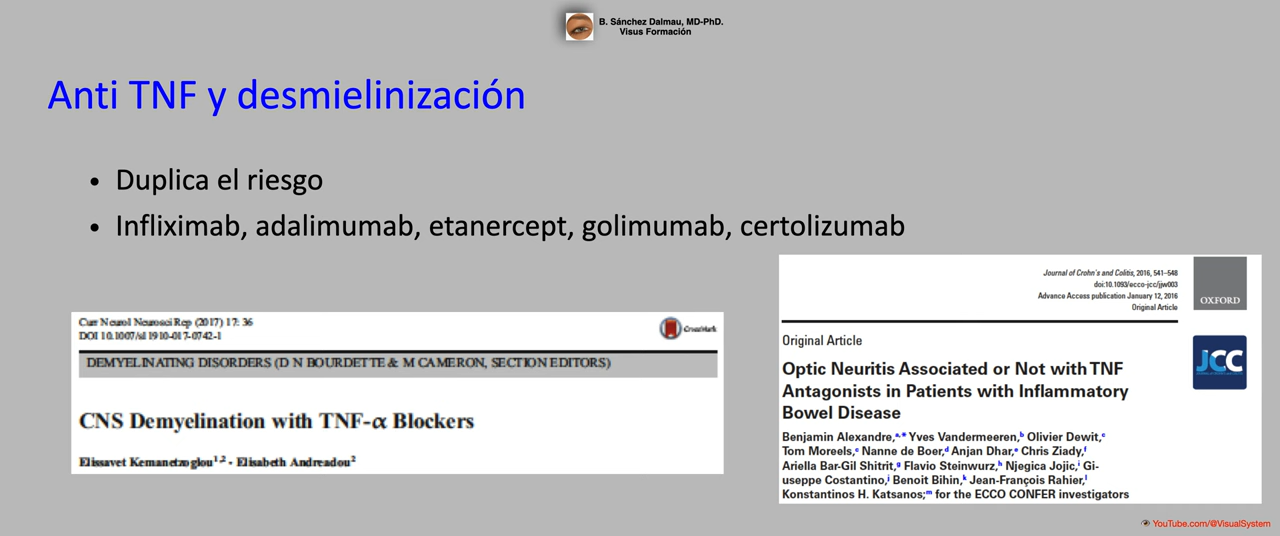 B. Sánchez Dalmau, MD-PhD.
Visus Formación
Anti TNF y desmielinización
• Duplica el riesgo
• Infliximab, adalimumab, etanercept, golimumab, certolizumab
Curr Neurol Neurosci Rep (2017) 17: 36
DOI 10.1007/s11910-017-0742-1
CrossMark
DEMYELINATING DISORDERS (D N BOURDETTE & M CAMERON, SECTION EDITORS)
CNS Demyelination with TNF-α Blockers
Elissavet Kemanetzoglou1,2 · Elisabeth Andreadou2
Journal of Crohn's and Colitis, 2016, 541–548
doi:10.1093/ecco-jcc/jjw003
Advance Access publication January 12, 2016
Original Article
OXFORD
Original Article
JCC
Optic Neuritis Associated or Not with TNF
Antagonists in Patients with Inflammatory
Bowel Disease
Benjamin Alexandre,a,* Yves Vandermeeren,b Olivier Dewit,c
Tom Moreels,c Nanne de Boer,d Anjan Dhar,e Chris Ziady,f
Ariella Bar-Gil Shitrit,g Flavio Steinwurz,h Njegica Jojic,i Gi-
useppe Costantino,j Benoit Bihin,k Jean-François Rahier,l
Konstantinos H. Katsanos;m for the ECCO CONFER investigators
YouTube.com/@VisualSystem